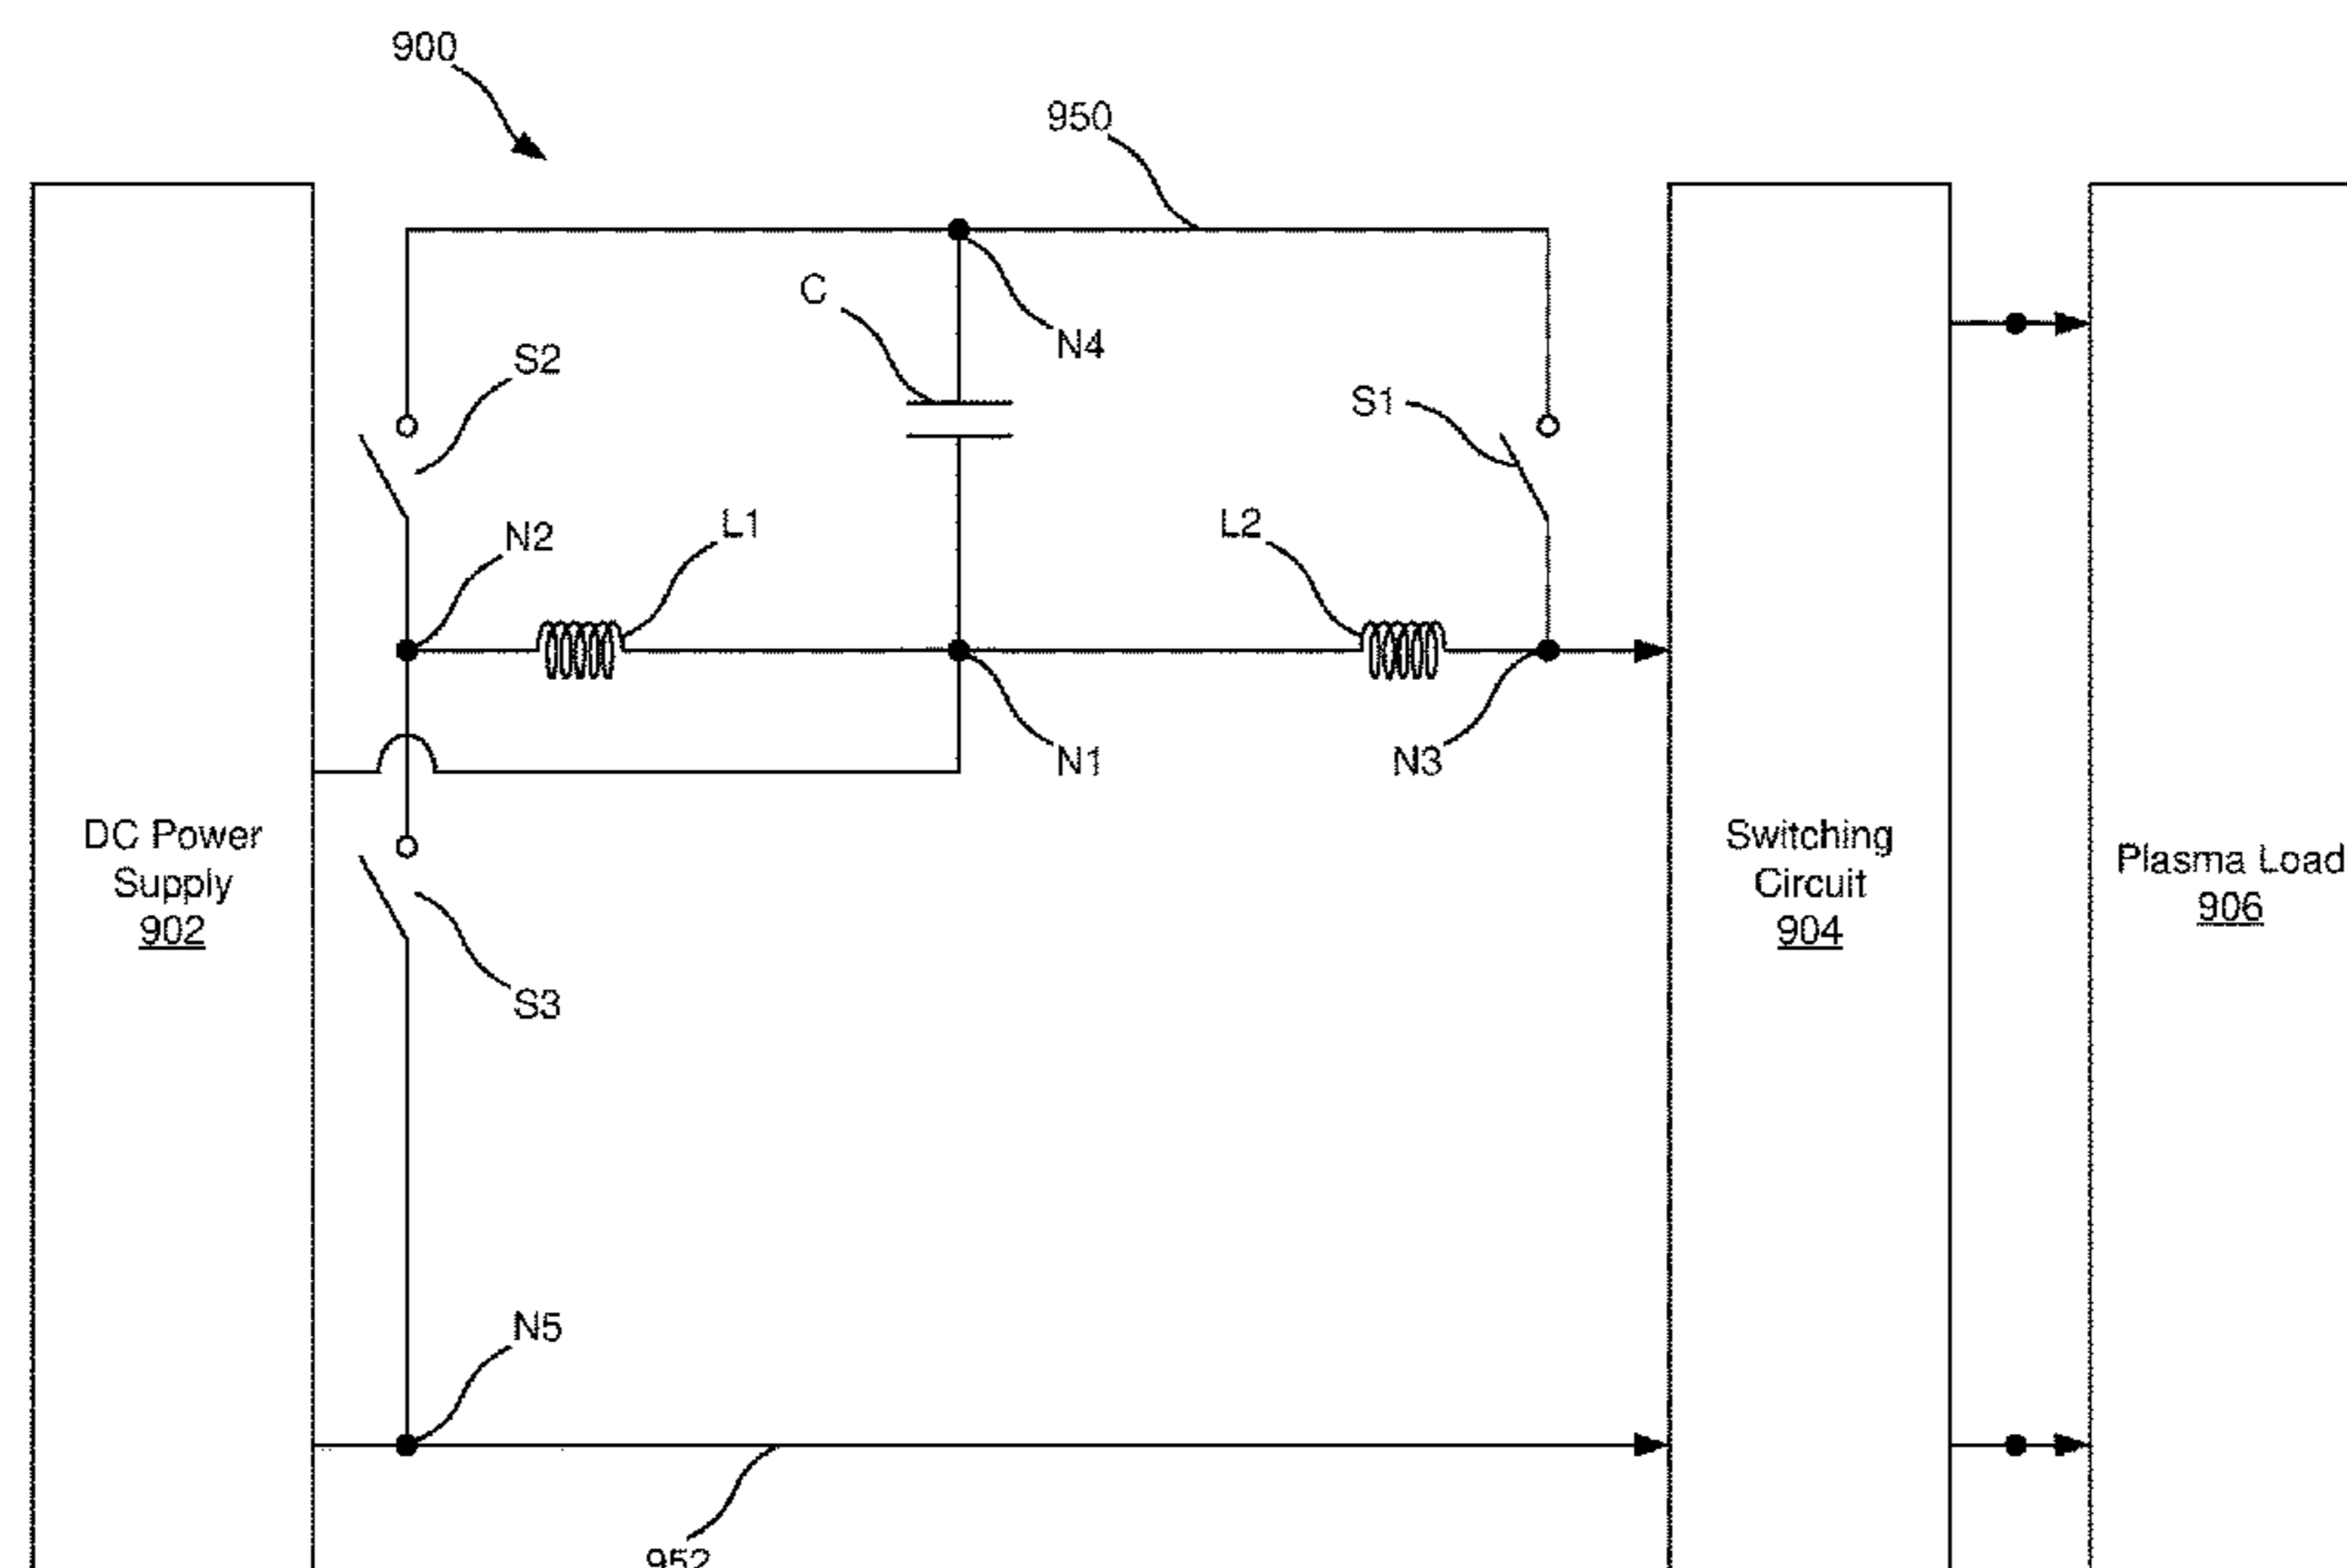 900
950
C
N4
S2
S1
N2
L1
L2
N1
N3
DC Power
Supply
902
Switching
Circuit
904
Plasma Load
906
S3
N5
952